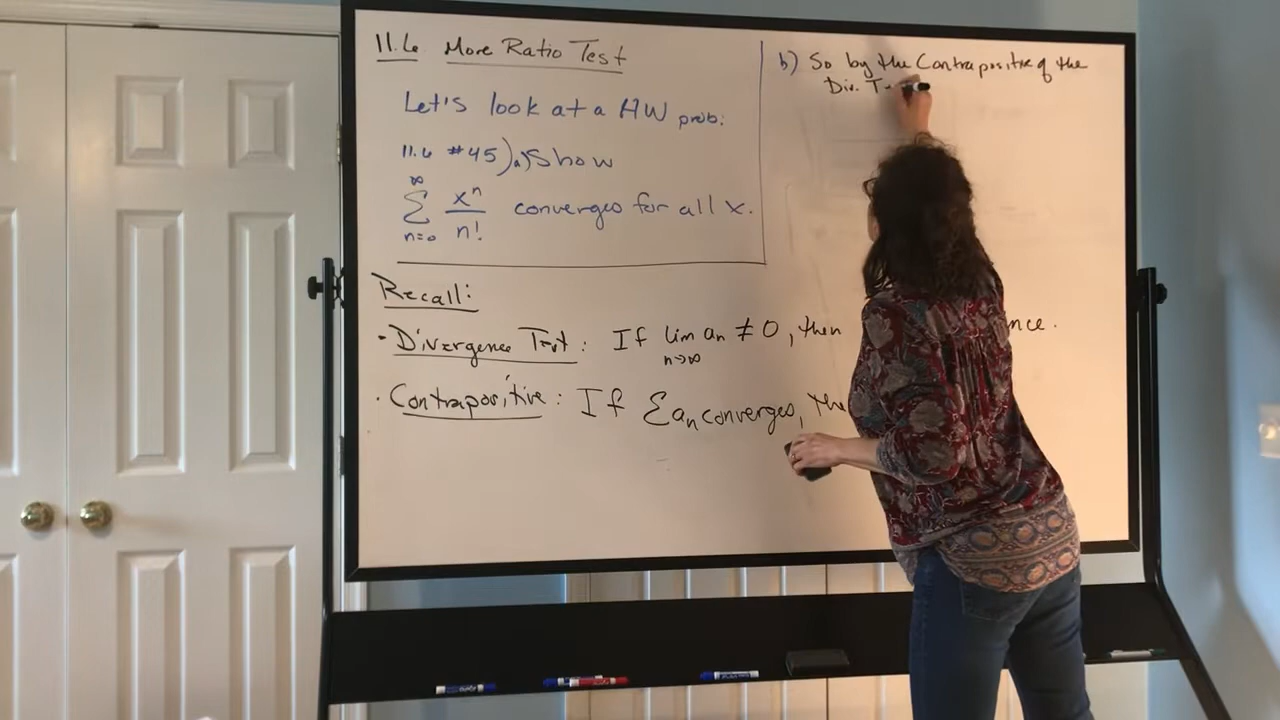 11.6 More Ratio Test
Let's look at a HW prob:
11.6 #45) a) Show
∞
Σ xⁿ/n! converges for all x.
n=0
Recall:
· Divergence Test: If lim an ≠ 0, then
n→∞
nce.
· Contrapositive: If Σan converges, the
b) So by the Contrapositive of the
Div. T